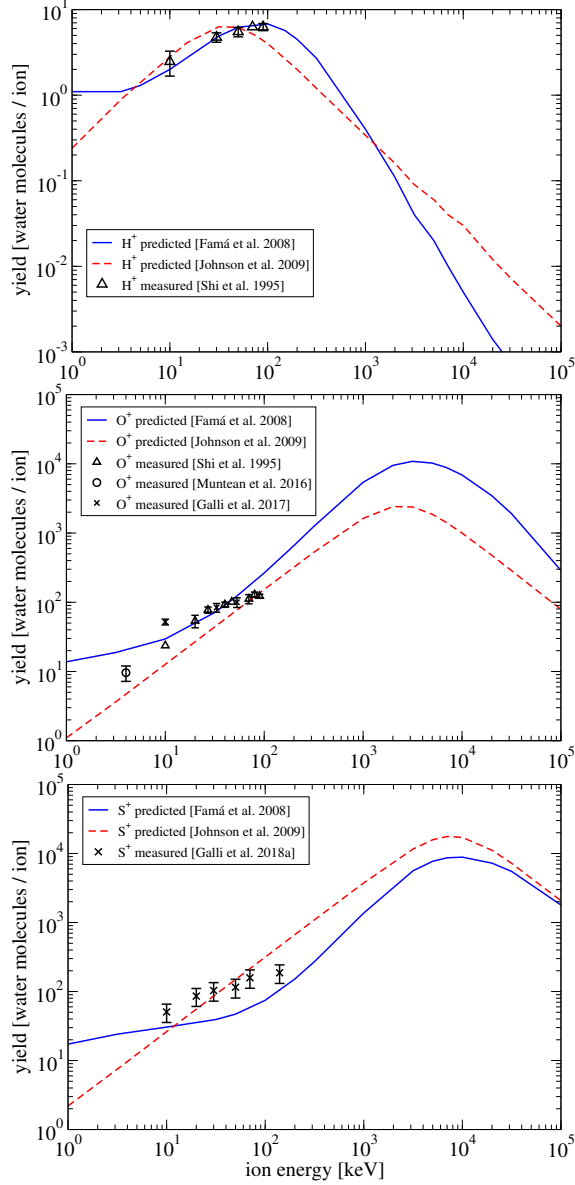 10^1
10^0
10^-1
10^-2
10^-3
yield [water molecules / ion]
H^+ predicted [Famá et al. 2008]
H^+ predicted [Johnson et al. 2009]
H^+ measured [Shi et al. 1995]
10^0 10^1 10^2 10^3 10^4 10^5
10^5
10^4
10^3
10^2
10^1
10^0
yield [water molecules / ion]
O^+ predicted [Famá et al. 2008]
O^+ predicted [Johnson 2009]
O^+ measured [Shi et al. 1995]
O^+ measured [Muntean et al. 2016]
O^+ measured [Galli et al. 2017]
10^0 10^1 10^2 10^3 10^4 10^5
10^5
10^4
10^3
10^2
10^1
10^0
yield [water molecules / ion]
S^+ predicted [Famá et al. 2008]
S^+ predicted [Johnson 2009]
S^+ measured [Galli et al. 2018a]
10^0 10^1 10^2 10^3 10^4 10^5
ion energy [keV]